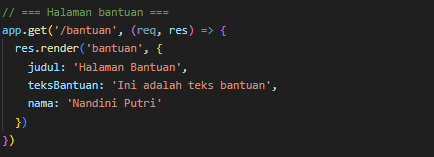 // === Halaman bantuan ===
app.get('/bantuan', (req, res) => {
  res.render('bantuan', {
    judul: 'Halaman Bantuan',
    teksBantuan: 'Ini adalah teks bantuan',
    nama: 'Nandini Putri'
  })
})